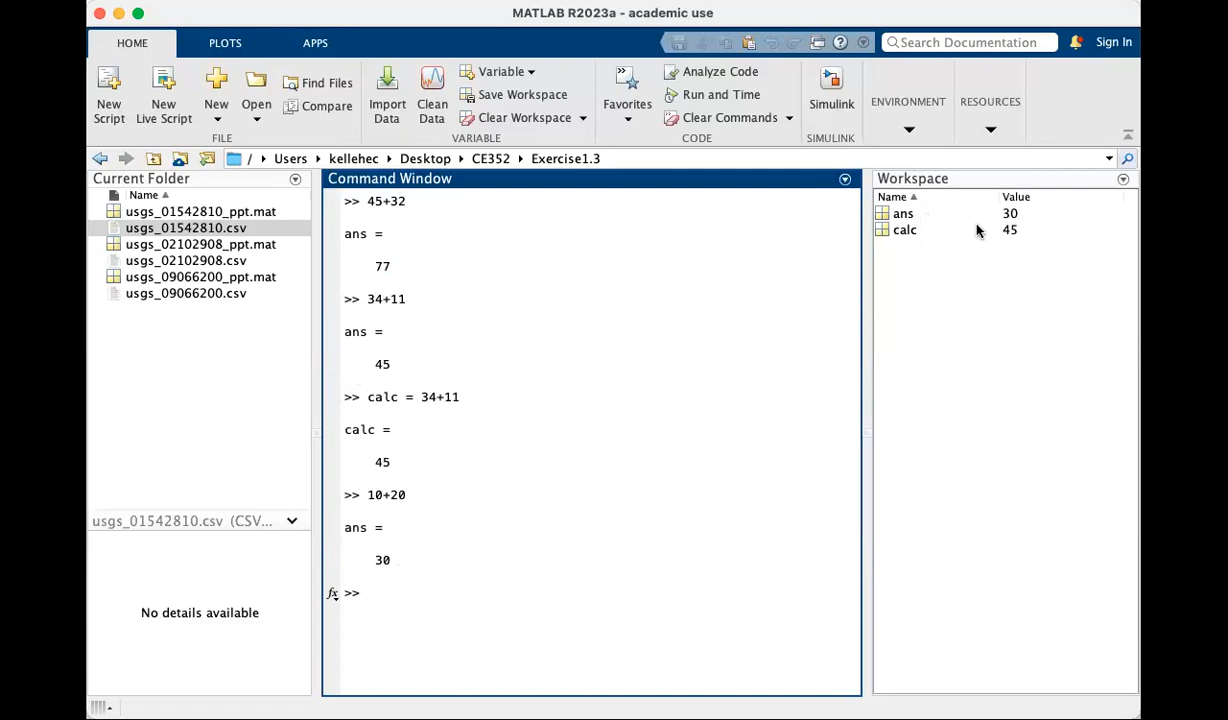 MATLAB R2023a - academic use
HOME PLOTS APPS
Search Documentation
Sign In
New Script
New Live Script
New
Open
Find Files
Compare
FILE
Import Data
Clean Data
Variable
Save Workspace
Clear Workspace
VARIABLE
Favorites
Analyze Code
Run and Time
Clear Commands
CODE
Simulink
SIMULINK
ENVIRONMENT
RESOURCES
/ Users kellehec Desktop CE352 Exercise1.3
Current Folder
Name
usgs_01542810_ppt.mat
usgs_01542810.csv
usgs_02102908_ppt.mat
usgs_02102908.csv
usgs_09066200_ppt.mat
usgs_09066200.csv
usgs_01542810.csv (CSV...
No details available
Command Window
>> 45+32
ans =
77
>> 34+11
ans =
45
>> calc = 34+11
calc =
45
>> 10+20
ans =
30
fx >>
Workspace
Name Value
ans 30
calc 45